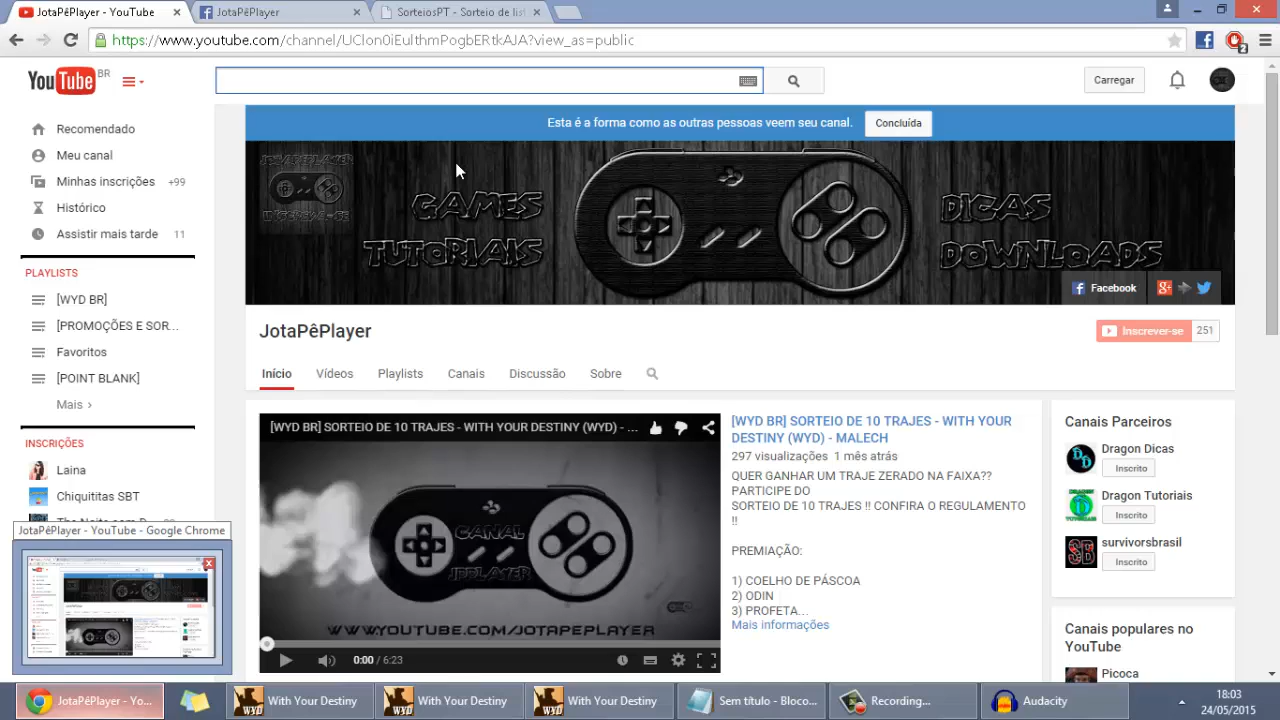 JotaPêPlayer - YouTube
JotaPêPlayer
SorteiosPT - Sorteio de list
https://www.youtube.com/channel/UCIon0iEuIthmPogbERtkAJA?view_as=public
2
YouTube BR
Carregar
Recomendado
Meu canal
Minhas inscrições +99
Histórico
Assistir mais tarde 11
PLAYLISTS
[WYD BR]
[PROMOÇÕES E SOR...
Favoritos
[POINT BLANK]
Mais ›
INSCRIÇÕES
Laina
Chiquititas SBT
JotaPêPlayer - YouTube - Google Chrome
Esta é a forma como as outras pessoas veem seu canal.
Concluída
JOTAPEPLAYER
INSCREVA-SE
GAMES
TUTORIAIS
DICAS
DOWNLOADS
Facebook
JotaPêPlayer
Inscrever-se 251
Início Vídeos Playlists Canais Discussão Sobre
[WYD BR] SORTEIO DE 10 TRAJES - WITH YOUR DESTINY (WYD) - ...
CANAL
JPLAYER
WWW.YOUTUBE.COM/JOTAPEPLAYER
0:00 / 6:23
[WYD BR] SORTEIO DE 10 TRAJES - WITH YOUR
DESTINY (WYD) - MALECH
297 visualizações 1 mês atrás
QUER GANHAR UM TRAJE ZERADO NA FAIXA??
PARTICIPE DO
SORTEIO DE 10 TRAJES !! CONFIRA O REGULAMENTO
!!
PREMIAÇÃO:
1) COELHO DE PÁSCOA
2) ODIN
3) PROFETA...
Mais informações
Canais Parceiros
Dragon Dicas
Inscrito
Dragon Tutoriais
Inscrito
survivorsbrasil
Inscrito
Canais populares no
YouTube
Picoca
JotaPêPlayer - Yo...
With Your Destiny
With Your Destiny
With Your Destiny
Sem título - Bloco...
Recording...
Audacity
18:03
24/05/2015